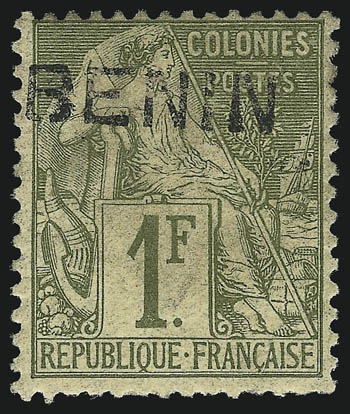 COLONIES
POSTES
BENIN
1F.
REPUBLIQUE·FRANÇAISE